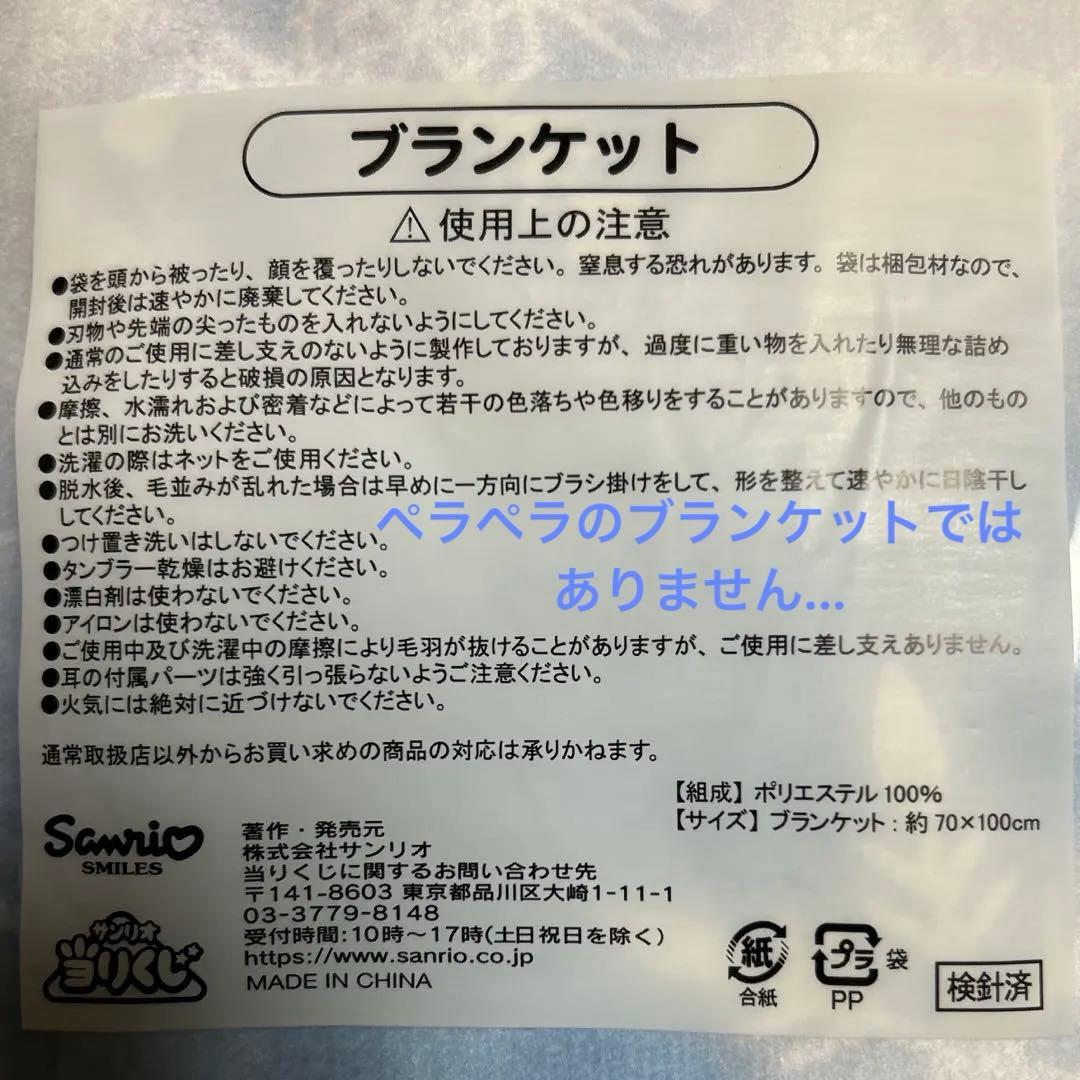 ブランケット
⚠使用上の注意
●袋を頭から被ったり、顔を覆ったりしないでください。窒息する恐れがあります。袋は梱包材なので、
開封後は速やかに廃棄してください。
●刃物や先端の尖ったものを入れないようにしてください。
●通常のご使用に差し支えのないように製作しておりますが、過度に重い物を入れたり無理な詰め
込みをしたりすると破損の原因となります。
●摩擦、水濡れおよび密着などによって若干の色落ちや色移りをすることがありますので、他のもの
とは別にお洗いください。
●洗濯の際はネットをご使用ください。
●脱水後、毛並みが乱れた場合は早めに一方向にブラシ掛けをして、形を整えて速やかに日陰干し
してください。
●つけ置き洗いはしないでください。
●タンブラー乾燥はお避けください。
●漂白剤は使わないでください。
●アイロンは使わないでください。
●ご使用中及び洗濯中の摩擦により毛羽が抜けることがありますが、ご使用に差し支えありません。
●耳の付属パーツは強く引っ張らないようご注意ください。
●火気には絶対に近づけないでください。
ペラペラのブランケットでは
ありません...
通常取扱店以外からお買い求めの商品の対応は承りかねます。
【組成】ポリエステル100%
【サイズ】ブランケット:約70×100cm
Sanrio
SMILES
サンリオ
当りくじ
著作・発売元
株式会社サンリオ
当りくじに関するお問い合わせ先
〒141-8603 東京都品川区大崎1-11-1
03-3779-8148
受付時間:10時～17時(土日祝日を除く)
https://www.sanrio.co.jp
MADE IN CHINA
紙
合紙
プラ 袋
PP
検針済